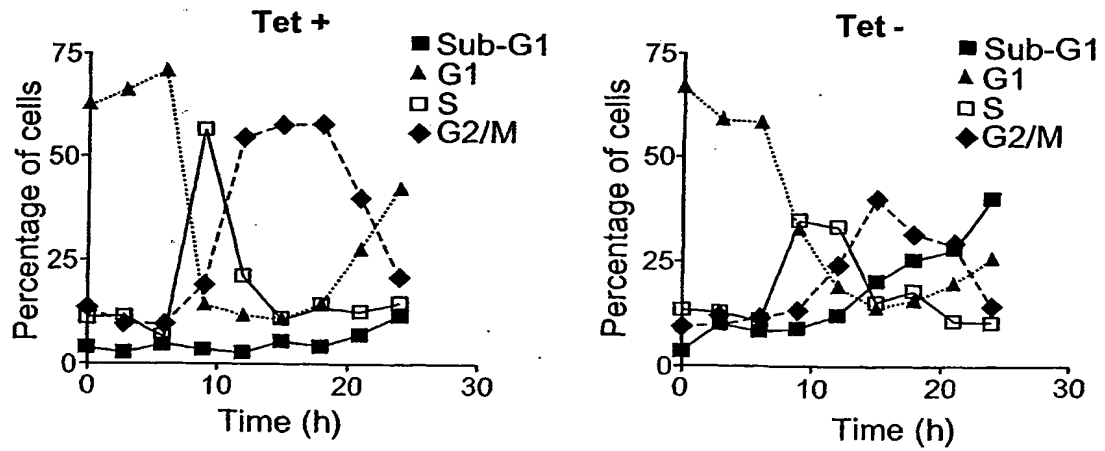 Tet +
75
50
25
0
0
10
20
30
Percentage of cells
Time (h)
Sub-G1
G1
S
G2/M
Tet -
75
50
25
0
0
10
20
30
Percentage of cells
Time (h)
Sub-G1
G1
S
G2/M